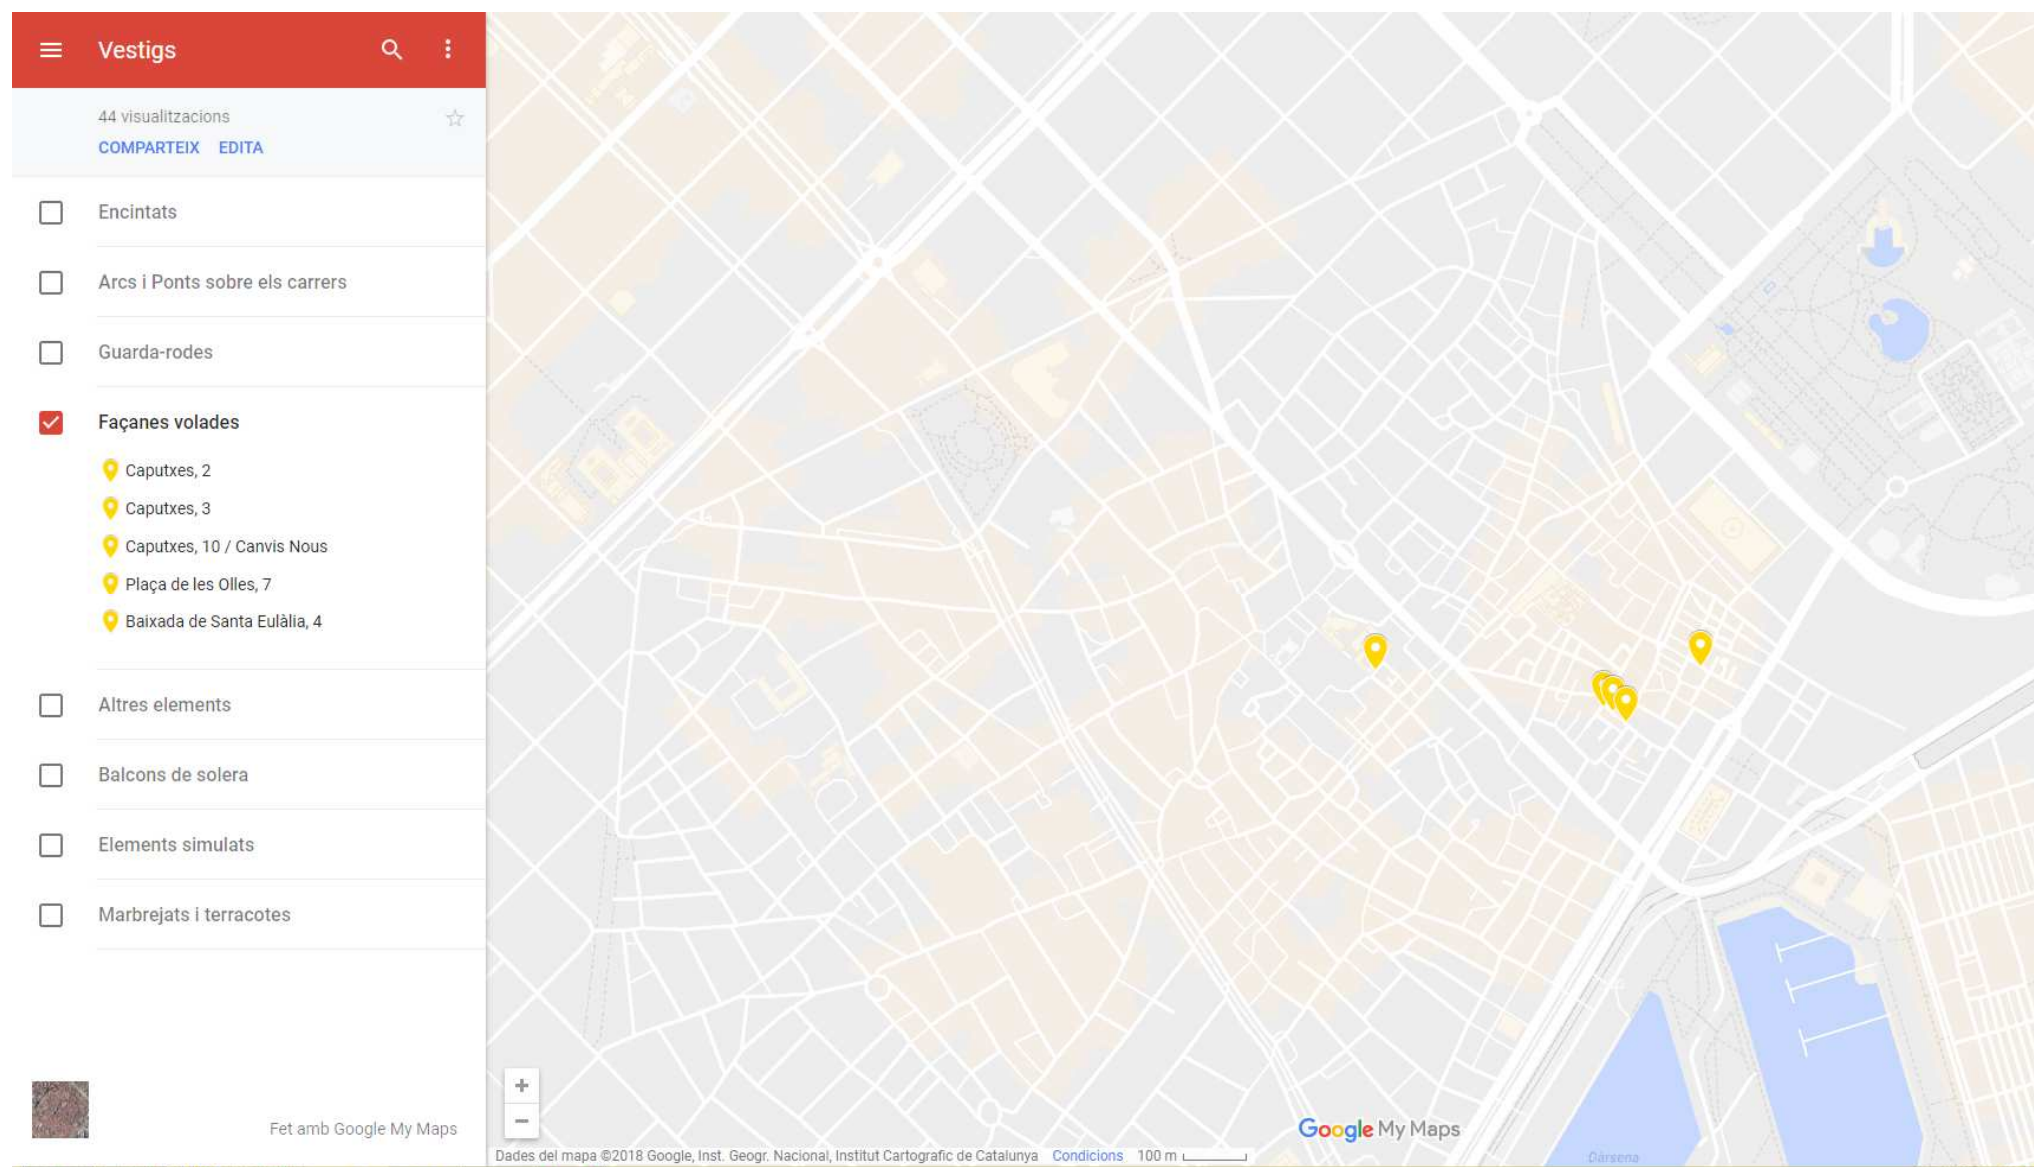 Vestigs
44 visualitzacions
COMPARTEIX EDITA
Encintats
Arcs i Ponts sobre els carrers
Guarda-rodes
Façanes volades
Caputxes, 2
Caputxes, 3
Caputxes, 10 / Canvis Nous
Plaça de les Olles, 7
Baixada de Santa Eulàlia, 4
Altres elements
Balcons de solera
Elements simulats
Marbrejats i terracotes
Fet amb Google My Maps
+
−
Google My Maps
Dades del mapa ©2018 Google, Inst. Geogr. Nacional, Institut Cartografic de Catalunya Condicions 100 m
Dàrsena